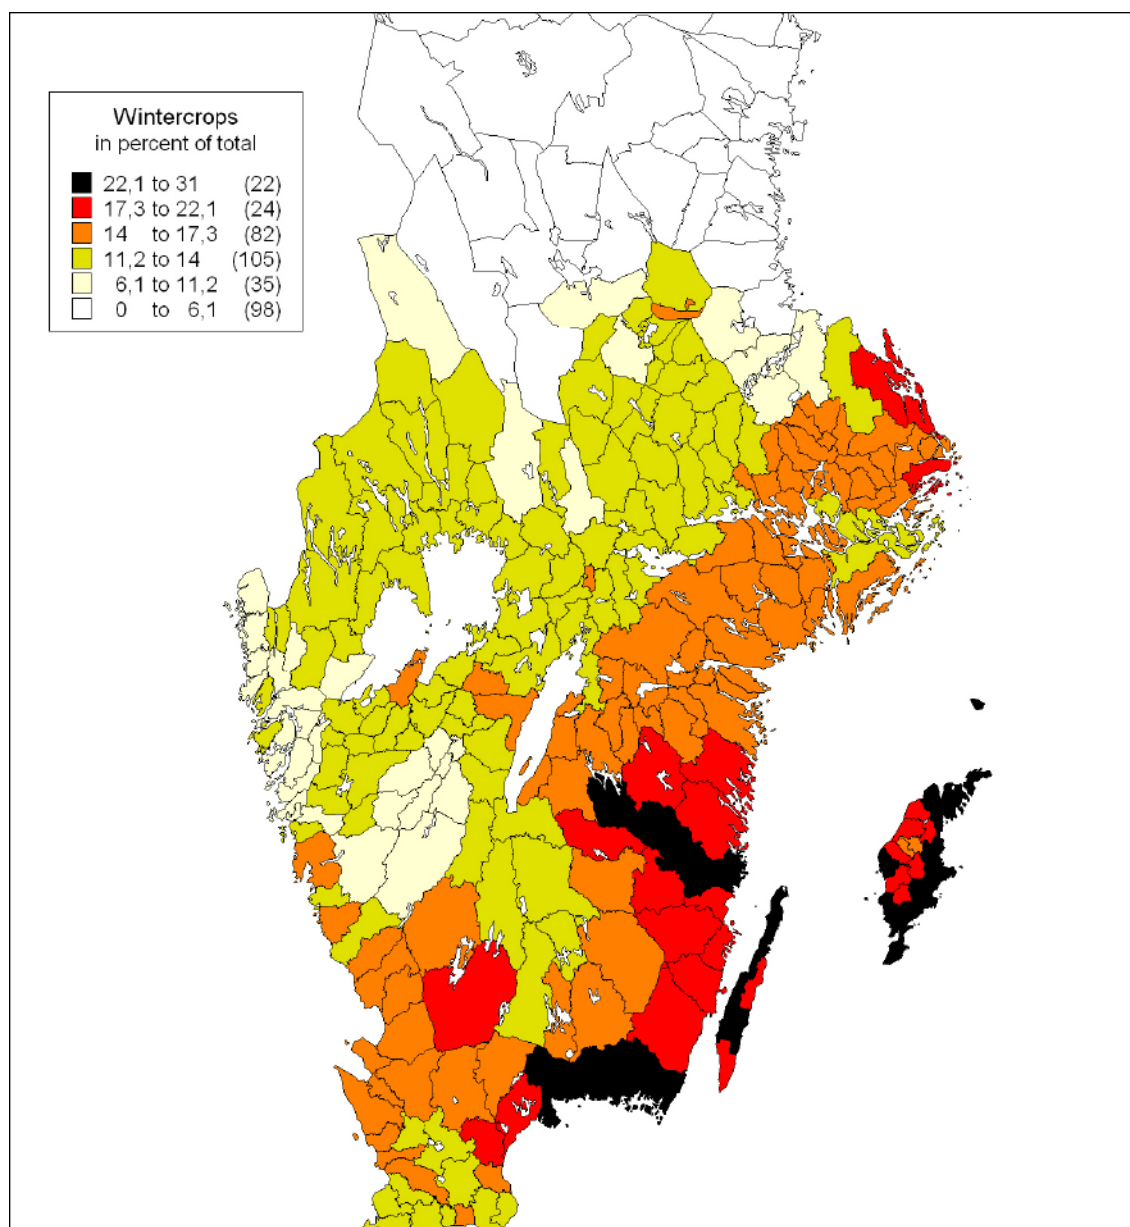 Wintercrops
in percent of total
22,1 to 31 (22)
17,3 to 22,1 (24)
14 to 17,3 (82)
11,2 to 14 (105)
6,1 to 11,2 (35)
0 to 6,1 (98)